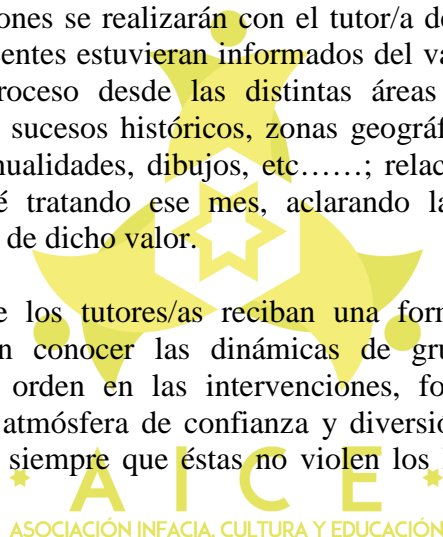 ones se realizarán con el tutor/a de
centes estuvieran informados del va
roceso desde las distintas áreas
sucesos históricos, zonas geográf
nualidades, dibujos, etc……; relac
é tratando ese mes, aclarando la
de dicho valor.
e los tutores/as reciban una form
n conocer las dinámicas de gru
orden en las intervenciones, fo
atmósfera de confianza y diversió
siempre que éstas no violen los
AICE
ASOCIACIÓN INFACIA, CULTURA Y EDUCACIÓN